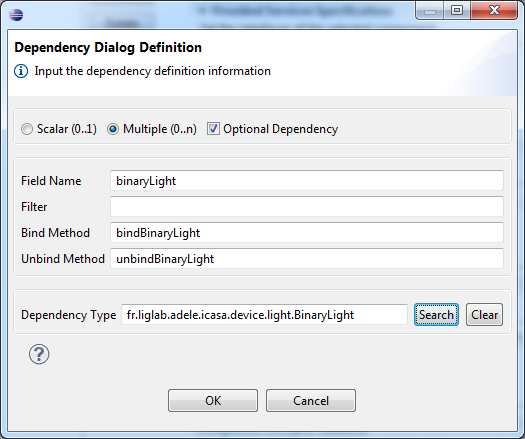 Dependency Dialog Definition
Input the dependency definition information
Scalar (0..1) Multiple (0..n) Optional Dependency
Field Name binaryLight
Filter
Bind Method bindBinaryLight
Unbind Method unbindBinaryLight
Dependency Type fr.liglab.adele.icasa.device.light.BinaryLight Search Clear
?
OK Cancel